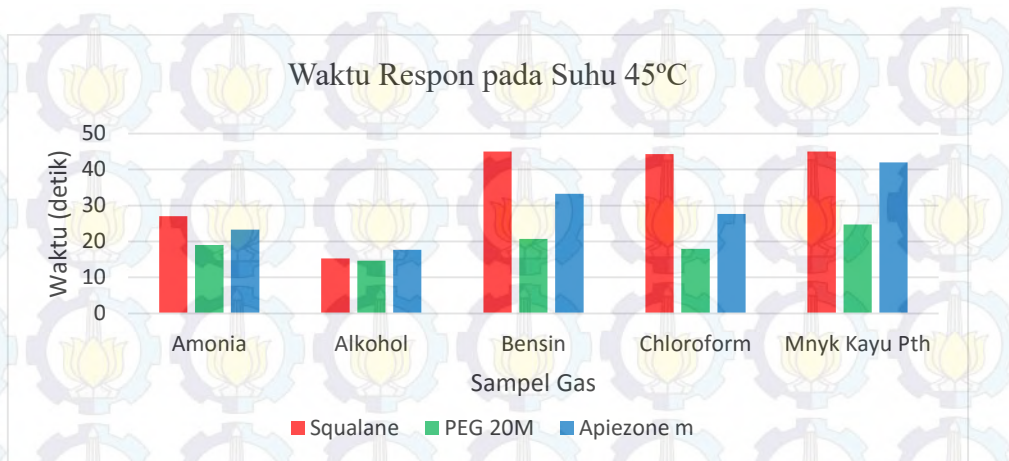 Waktu Respon pada Suhu 45ºC
Waktu (detik)
50
40
30
20
10
0
Amonia Alkohol Bensin Chloroform Mnyk Kayu Pth
Sampel Gas
Squalane PEG 20M Apiezone m